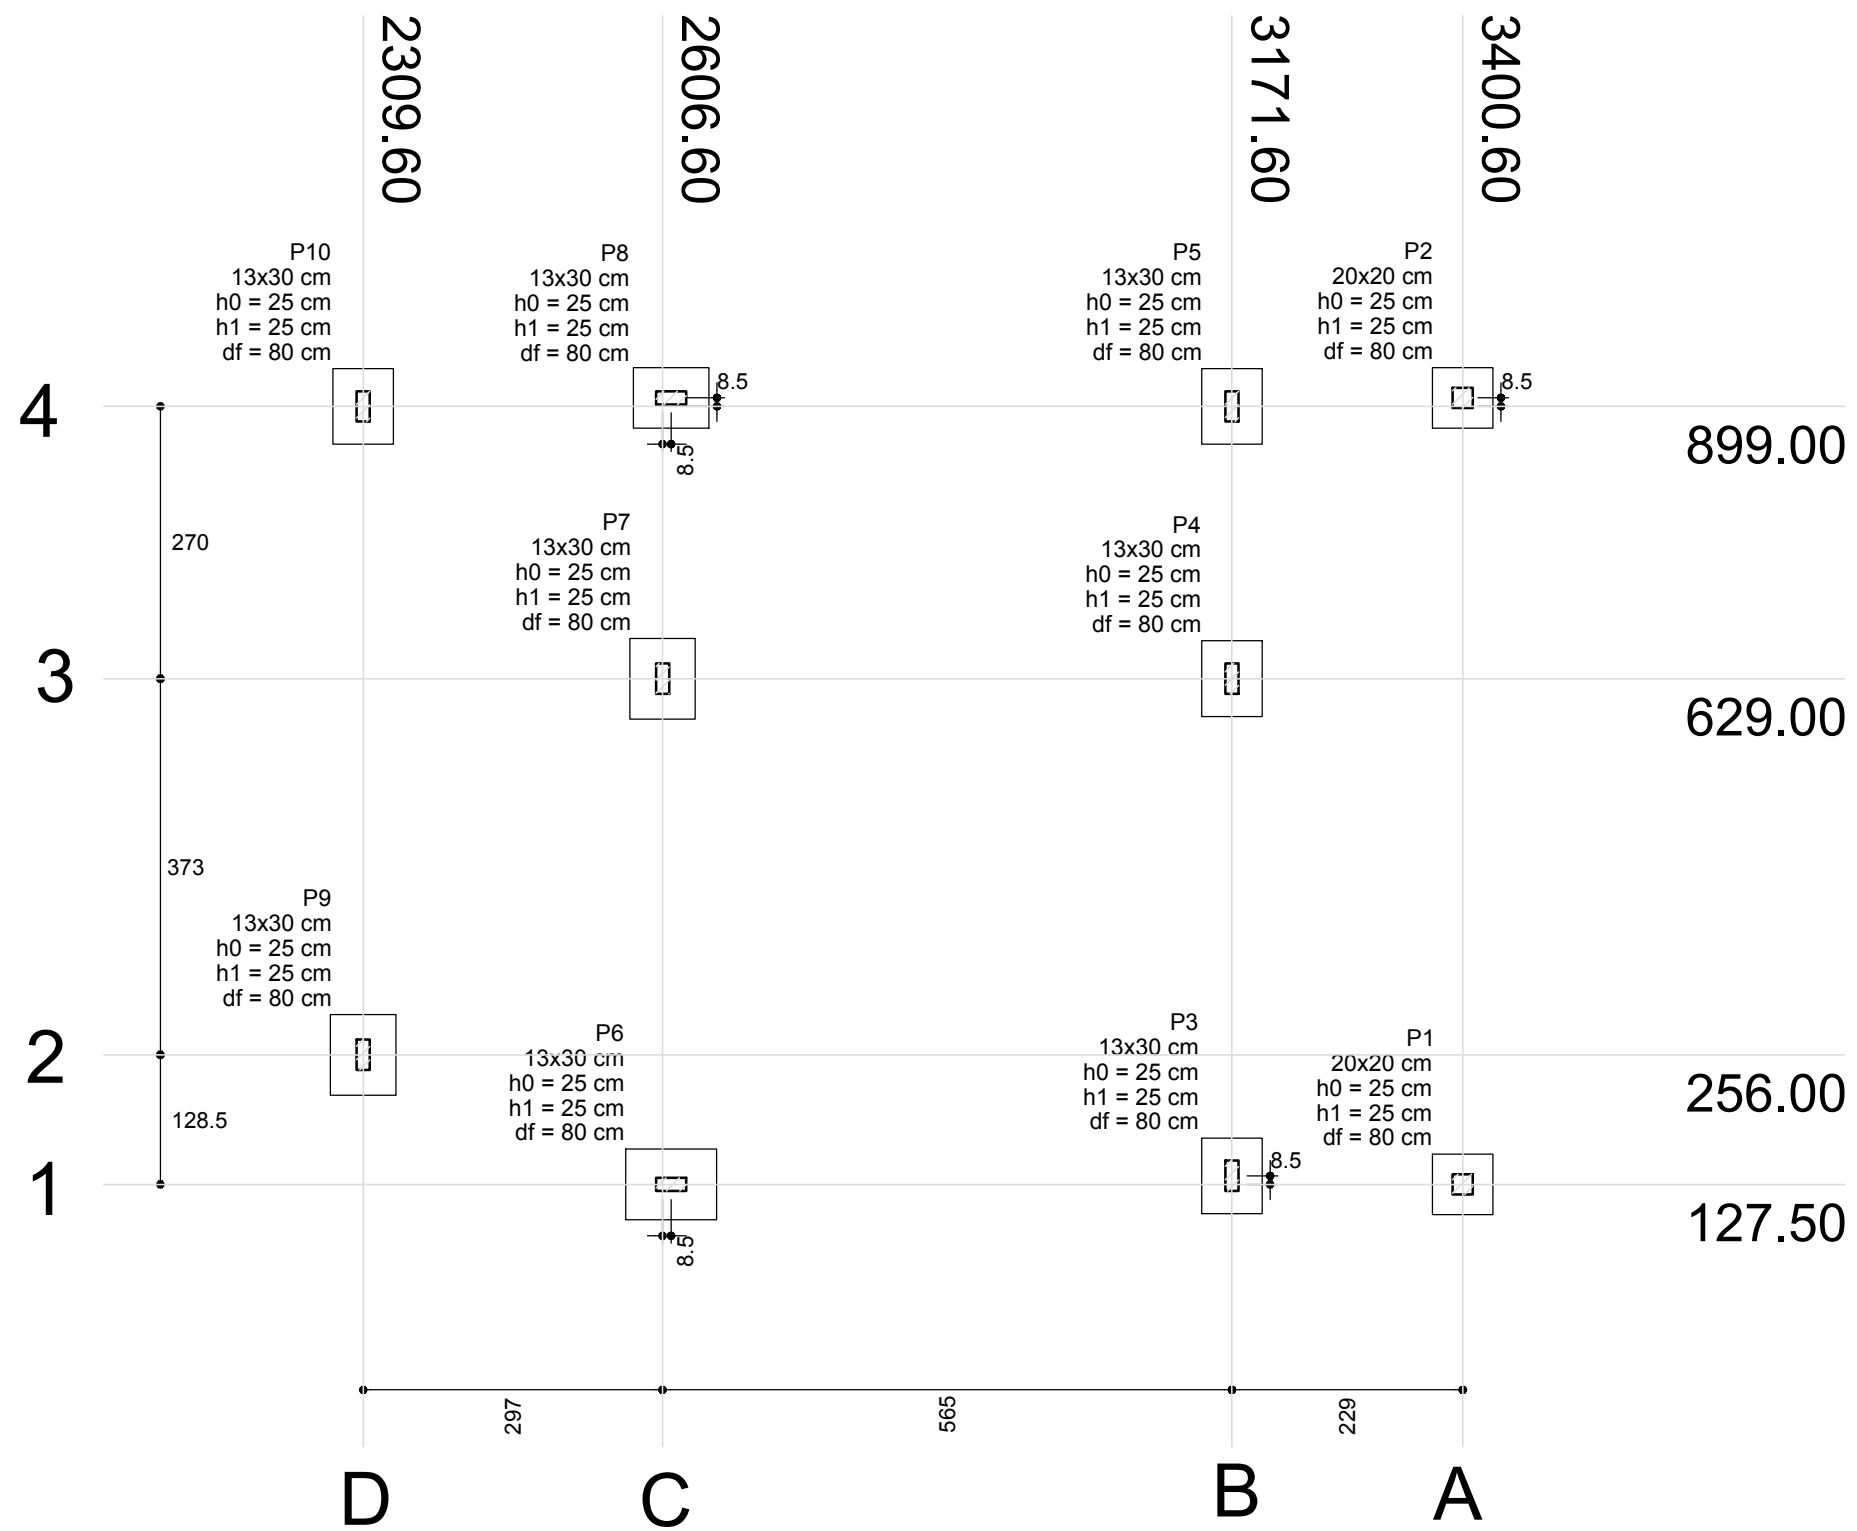 2309.60
2606.60
3171.60
3400.60
P10
13x30 cm
h0 = 25 cm
h1 = 25 cm
df = 80 cm
P8
13x30 cm
h0 = 25 cm
h1 = 25 cm
df = 80 cm
P5
13x30 cm
h0 = 25 cm
h1 = 25 cm
df = 80 cm
P2
20x20 cm
h0 = 25 cm
h1 = 25 cm
df = 80 cm
8.5
8.5
4
899.00
8.5
270
P7
13x30 cm
h0 = 25 cm
h1 = 25 cm
df = 80 cm
P4
13x30 cm
h0 = 25 cm
h1 = 25 cm
df = 80 cm
3
629.00
373
P9
13x30 cm
h0 = 25 cm
h1 = 25 cm
df = 80 cm
P6
13x30 cm
h0 = 25 cm
h1 = 25 cm
df = 80 cm
P3
13x30 cm
h0 = 25 cm
h1 = 25 cm
df = 80 cm
P1
20x20 cm
h0 = 25 cm
h1 = 25 cm
df = 80 cm
2
256.00
128.5
8.5
1
127.50
8.5
297
565
229
D
C
B
A